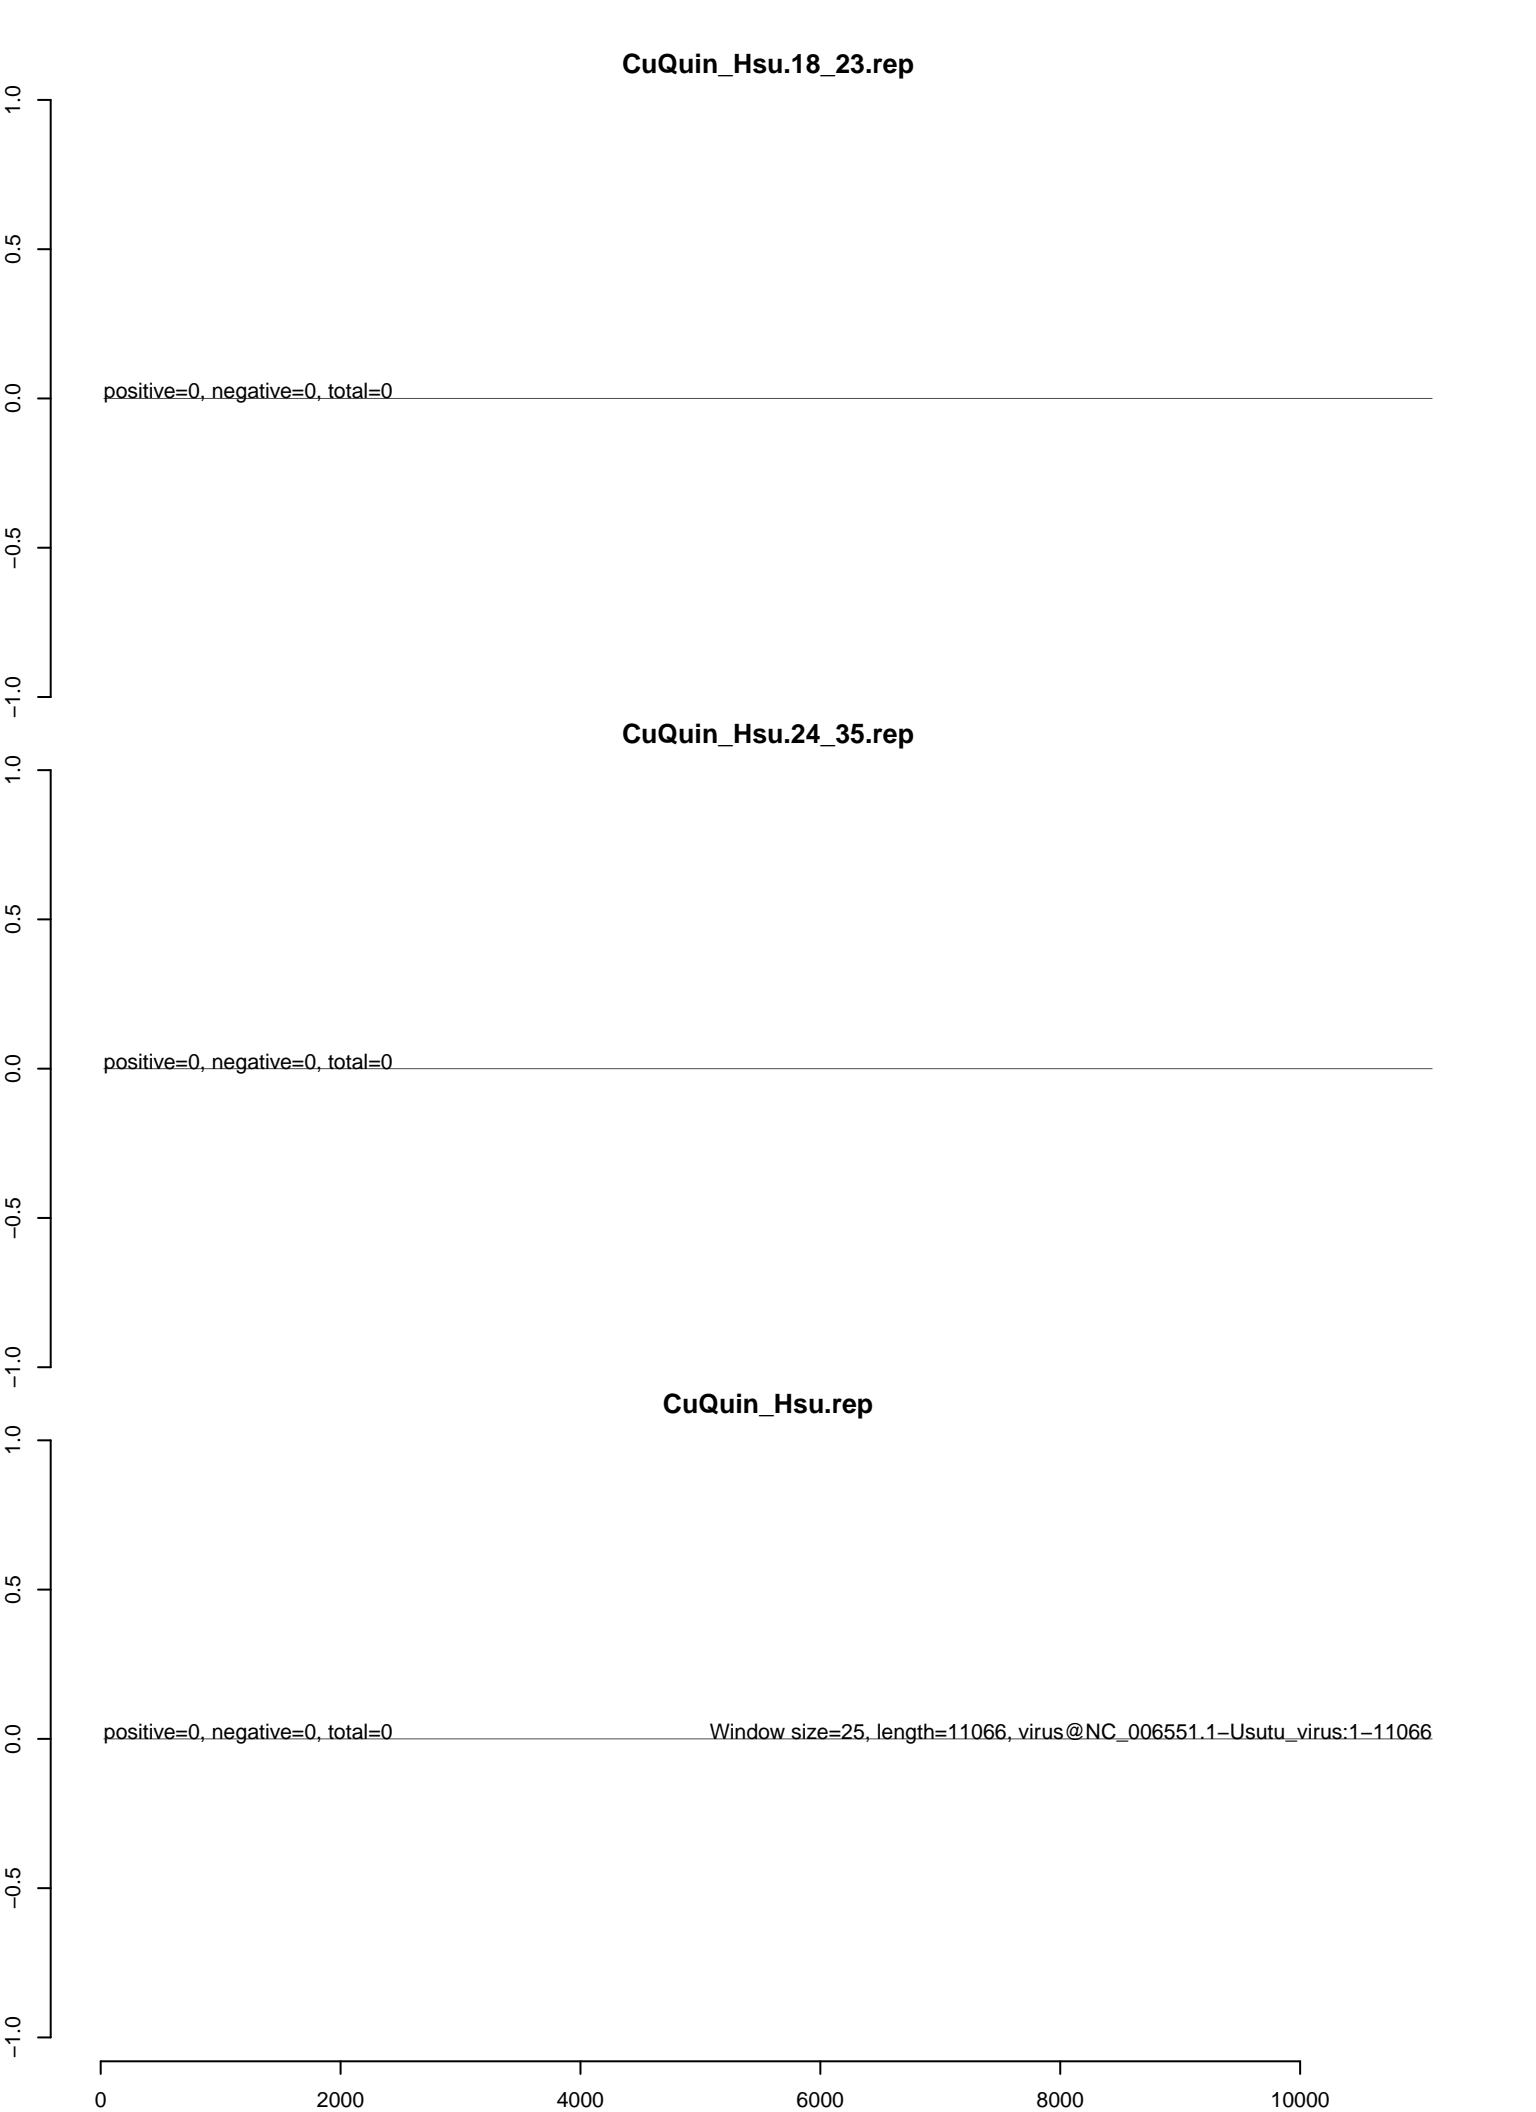 CuQuin_Hsu.18_23.rep
1.0
0.5
0.0
−0.5
−1.0
positive=0, negative=0, total=0
CuQuin_Hsu.24_35.rep
1.0
0.5
0.0
−0.5
−1.0
positive=0, negative=0, total=0
CuQuin_Hsu.rep
1.0
0.5
0.0
−0.5
−1.0
positive=0, negative=0, total=0
Window size=25, length=11066, virus@NC_006551.1−Usutu_virus:1−11066
0 2000 4000 6000 8000 10000